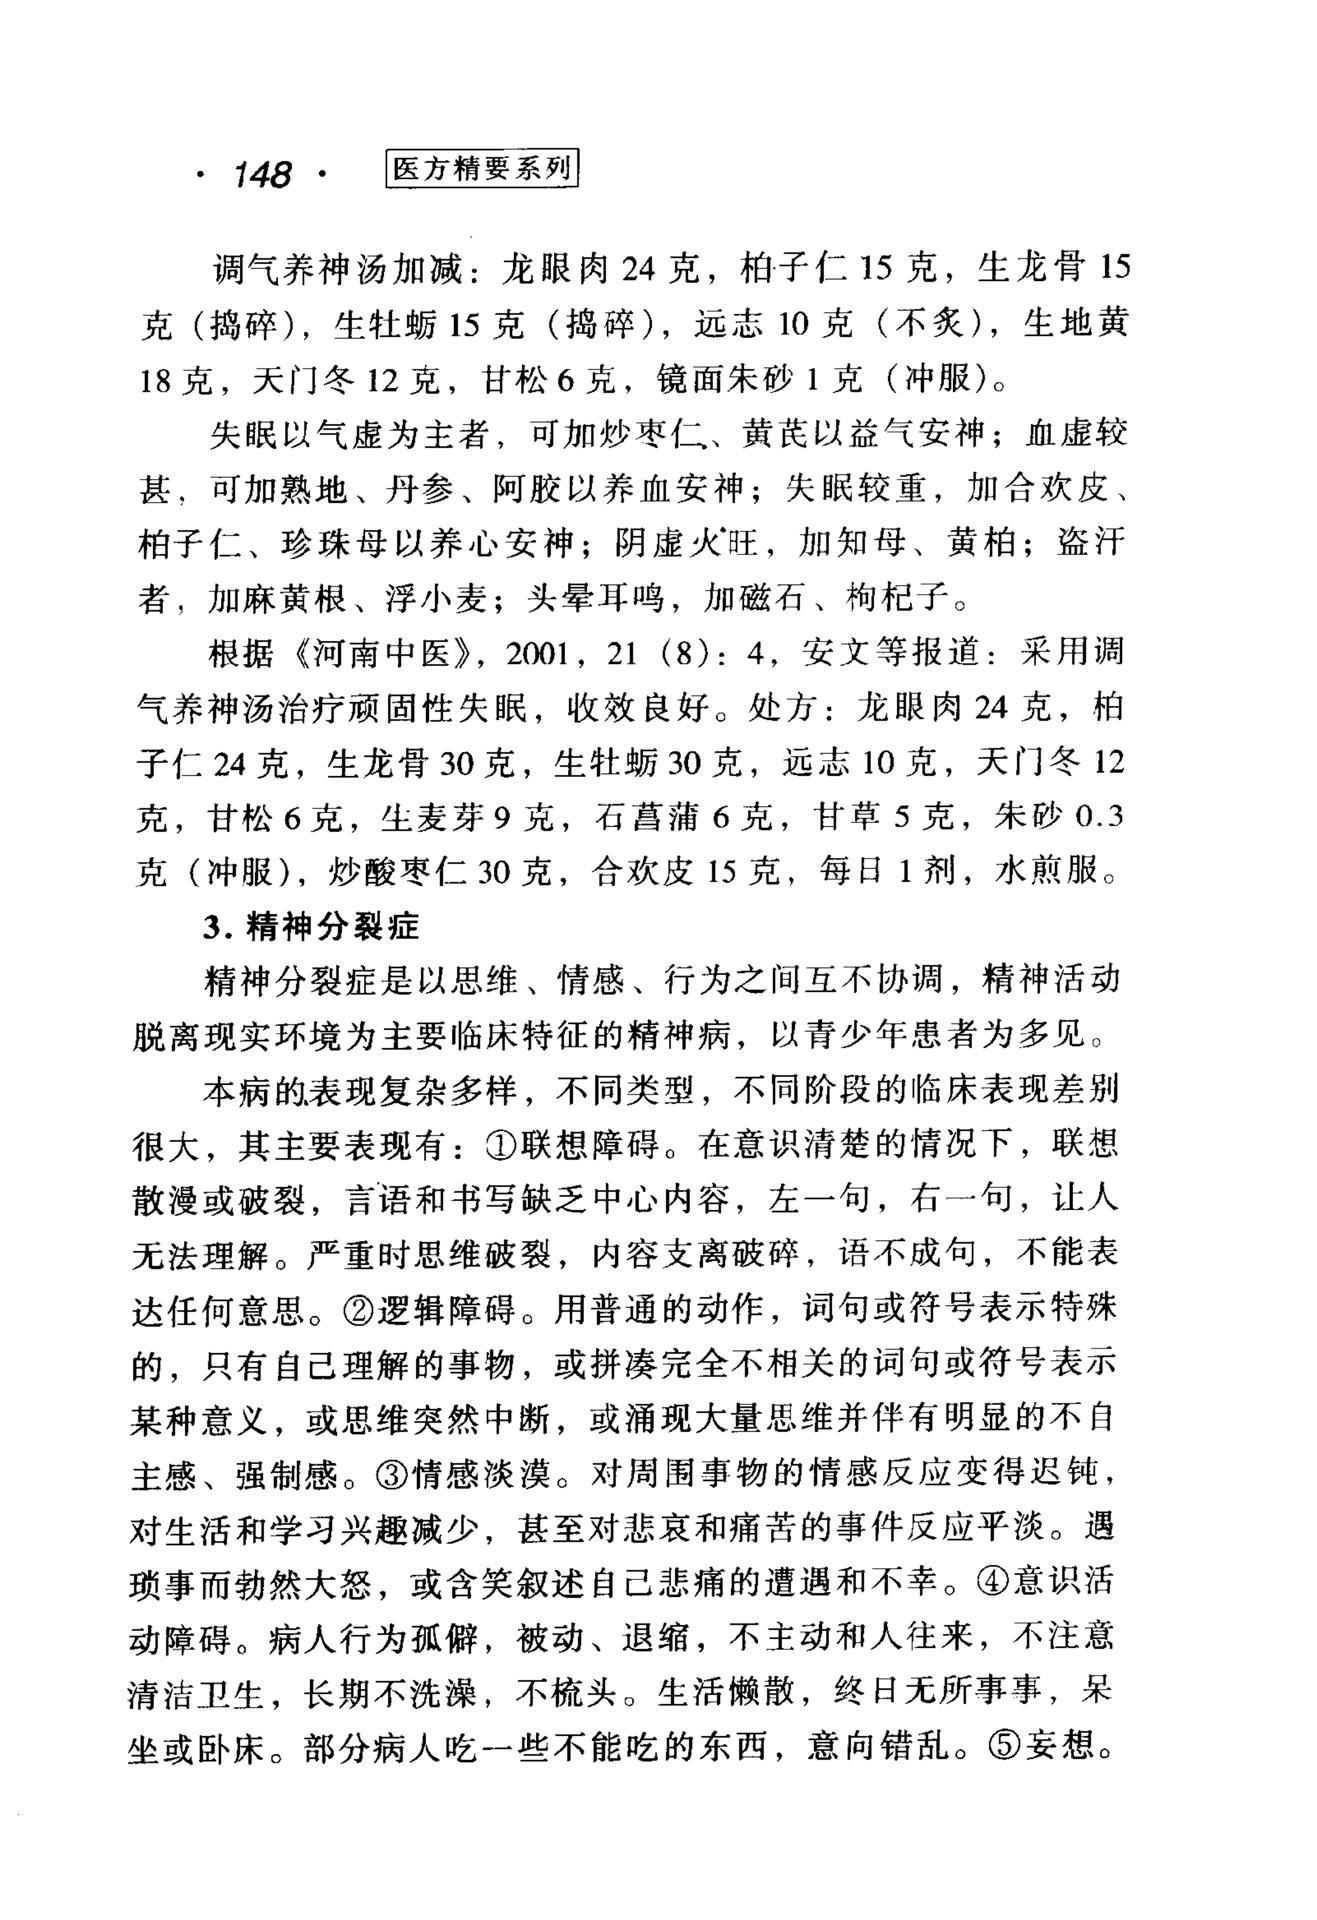 · 148 · 医方精要系列
调气养神汤加减：龙眼肉 24 克，柏子仁 15 克，生龙骨 15
克（捣碎），生牡蛎 15 克（捣碎），远志 10 克（不炙），生地黄
18 克，天门冬 12 克，甘松 6 克，镜面朱砂 1 克（冲服）。
失眠以气虚为主者，可加炒枣仁、黄芪以益气安神；血虚较
甚，可加熟地、丹参、阿胶以养血安神；失眠较重，加合欢皮、
柏子仁、珍珠母以养心安神；阴虚火旺，加知母、黄柏；盗汗
者，加麻黄根、浮小麦；头晕耳鸣，加磁石、枸杞子。
根据《河南中医》，2001，21（8）：4，安文等报道：采用调
气养神汤治疗顽固性失眠，收效良好。处方：龙眼肉 24 克，柏
子仁 24 克，生龙骨 30 克，生牡蛎 30 克，远志 10 克，天门冬 12
克，甘松 6 克，生麦芽 9 克，石菖蒲 6 克，甘草 5 克，朱砂 0.3
克（冲服），炒酸枣仁 30 克，合欢皮 15 克，每日 1 剂，水煎服。
3. 精神分裂症
精神分裂症是以思维、情感、行为之间互不协调，精神活动
脱离现实环境为主要临床特征的精神病，以青少年患者为多见。
本病的表现复杂多样，不同类型，不同阶段的临床表现差别
很大，其主要表现有：①联想障碍。在意识清楚的情况下，联想
散漫或破裂，言语和书写缺乏中心内容，左一句，右一句，让人
无法理解。严重时思维破裂，内容支离破碎，语不成句，不能表
达任何意思。②逻辑障碍。用普通的动作，词句或符号表示特殊
的，只有自己理解的事物，或拼凑完全不相关的词句或符号表示
某种意义，或思维突然中断，或涌现大量思维并伴有明显的不自
主感、强制感。③情感淡漠。对周围事物的情感反应变得迟钝，
对生活和学习兴趣减少，甚至对悲哀和痛苦的事件反应平淡。遇
琐事而勃然大怒，或含笑叙述自己悲痛的遭遇和不幸。④意识活
动障碍。病人行为孤僻，被动、退缩，不主动和人往来，不注意
清洁卫生，长期不洗澡，不梳头。生活懒散，终日无所事事，呆
坐或卧床。部分病人吃一些不能吃的东西，意向错乱。⑤妄想。